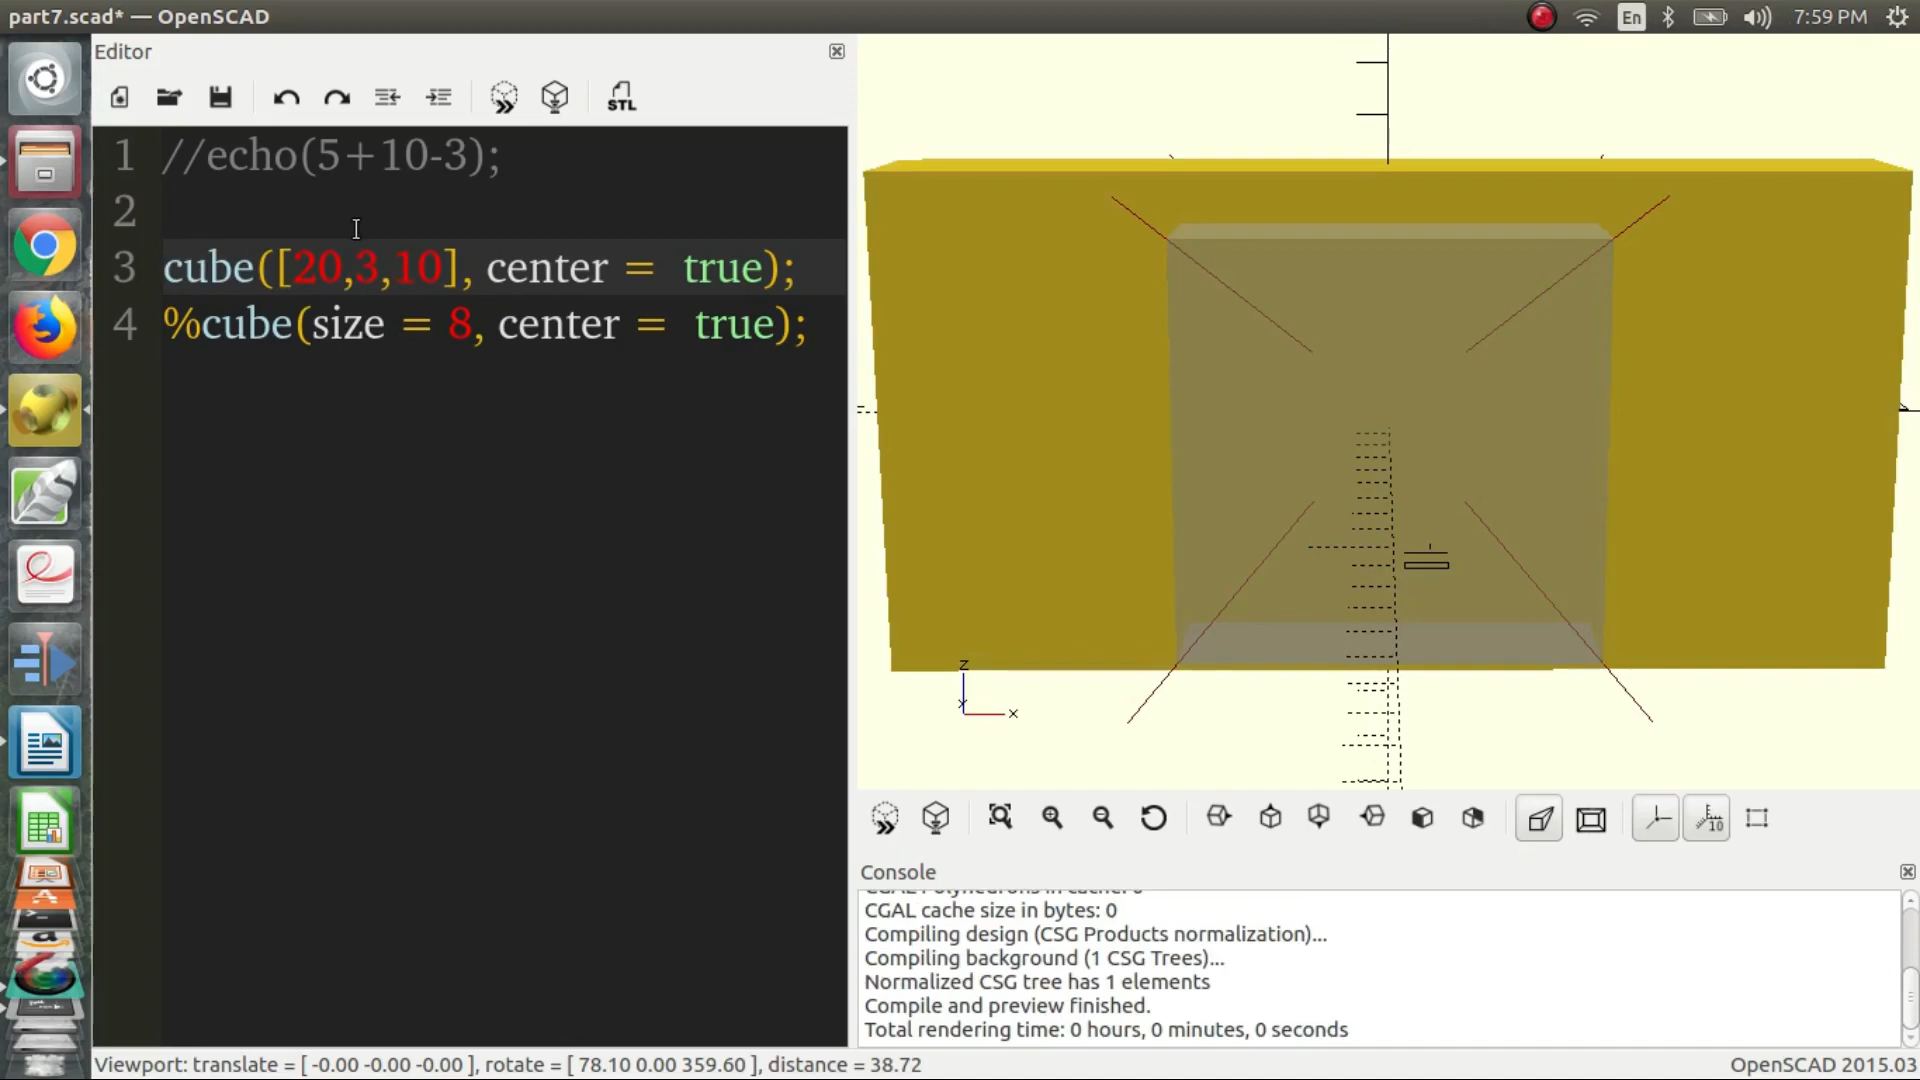 part7.scad* — OpenSCAD
En
7:59 PM
Editor
STL
1 //echo(5+10-3);
2
3 cube([20,3,10], center = true);
4 %cube(size = 8, center = true);
z
x
10
Console
CGAL cache size in bytes: 0
Compiling design (CSG Products normalization)...
Compiling background (1 CSG Trees)...
Normalized CSG tree has 1 elements
Compile and preview finished.
Total rendering time: 0 hours, 0 minutes, 0 seconds
Viewport: translate = [ -0.00 -0.00 -0.00 ], rotate = [ 78.10 0.00 359.60 ], distance = 38.72
OpenSCAD 2015.03